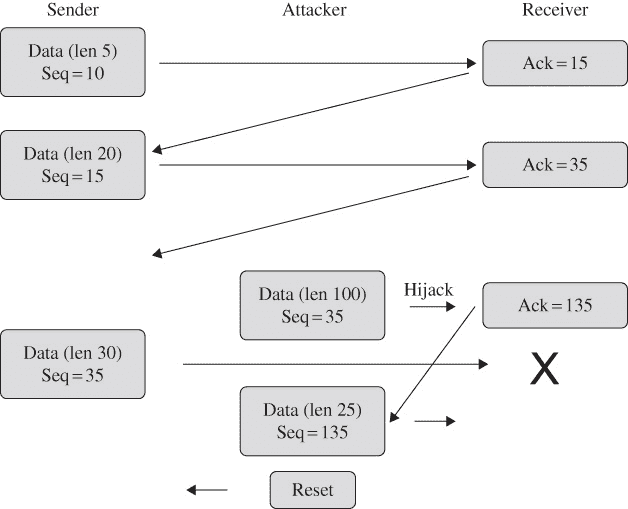 Sender
Attacker
Receiver
Data (len 5)
Seq = 10
Ack = 15
Data (len 20)
Seq = 15
Ack = 35
Data (len 100)
Seq = 35
Hijack
Ack = 135
Data (len 30)
Seq = 35
X
Data (len 25)
Seq = 135
Reset